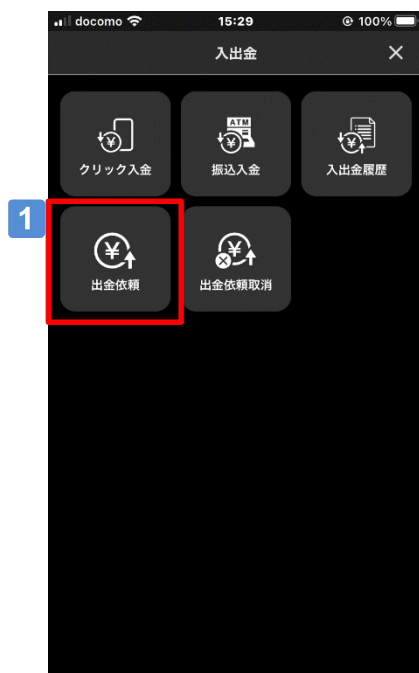 docomo 15:29 100%
入出金 ×
クリック入金 振込入金 入出金履歴
1
出金依頼 出金依頼取消
ATM